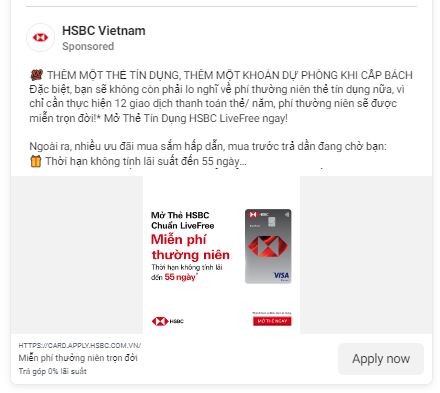 HSBC Vietnam
Sponsored
💯 THÊM MỘT THẺ TÍN DỤNG, THÊM MỘT KHOẢN DỰ PHÒNG KHI CẤP BÁCH
Đặc biệt, bạn sẽ không còn phải lo nghĩ về phí thường niên thẻ tín dụng nữa, vì
chỉ cần thực hiện 12 giao dịch thanh toán thẻ/ năm, phí thường niên sẽ được
miễn trọn đời!* Mở Thẻ Tín Dụng HSBC LiveFree ngay!
Ngoài ra, nhiều ưu đãi mua sắm hấp dẫn, mua trước trả dần đang chờ bạn:
🎁 Thời hạn không tính lãi suất đến 55 ngày...
Mở Thẻ HSBC
Chuẩn LiveFree
Miễn phí
thường niên
Thời hạn không tính lãi
đến 55 ngày*
HSBC
VISA
HSBC
MỞ THẺ NGAY
HTTPS://CARD.APPLY.HSBC.COM.VN/
Miễn phí thường niên trọn đời
Trả góp 0% lãi suất
Apply now